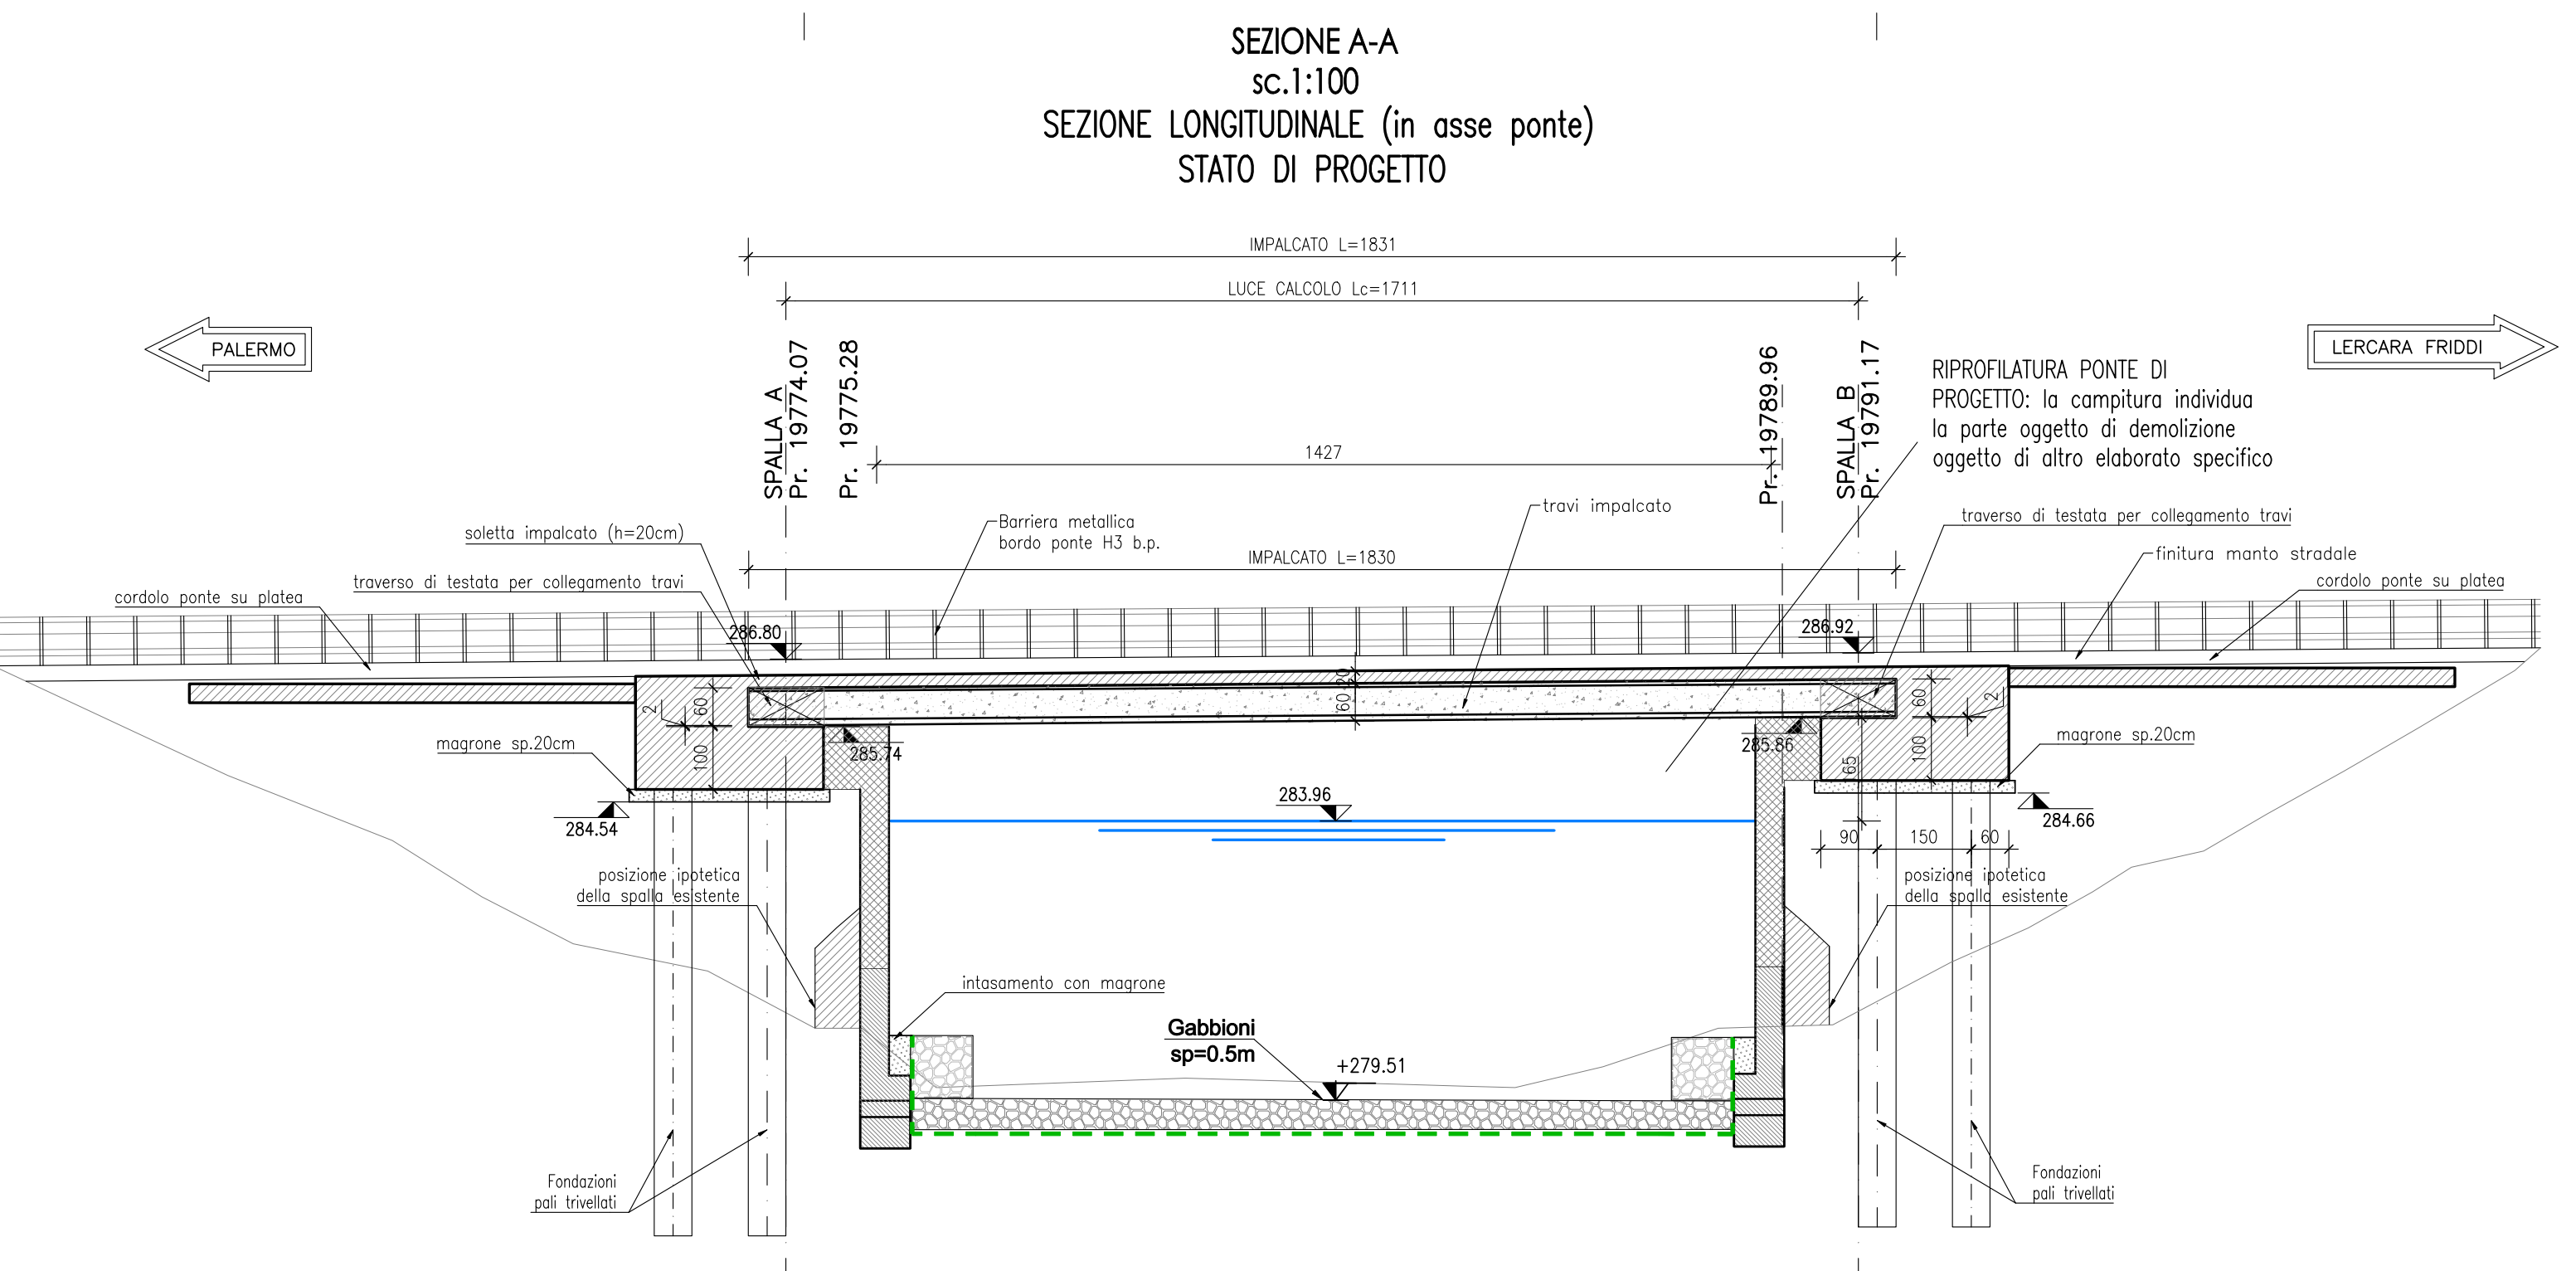 SEZIONE A-A
sc.1:100
SEZIONE LONGITUDINALE (in asse ponte)
STATO DI PROGETTO
IMPALCATO L=1831
LUCE CALCOLO Lc=1711
PALERMO
LERCARA FRIDDI
SPALLA A
Pr. 19774.07
Pr. 19775.28
Pr. 19789.96
SPALLA B
Pr. 19791.17
RIPROFILATURA PONTE DI
PROGETTO: la campitura individua
la parte oggetto di demolizione
oggetto di altro elaborato specifico
1427
soletta impalcato (h=20cm)
Barriera metallica
bordo ponte H3 b.p.
travi impalcato
traverso di testata per collegamento travi
IMPALCATO L=1830
finitura manto stradale
traverso di testata per collegamento travi
cordolo ponte su platea
cordolo ponte su platea
286.80
286.92
20
60
2
60
100
60
2
100
165
magrone sp.20cm
285.74
285.86
magrone sp.20cm
284.54
283.96
284.66
90
150
60
posizione ipotetica
della spalla esistente
posizione ipotetica
della spalla esistente
intasamento con magrone
Gabbioni
sp=0.5m
+279.51
Fondazioni
pali trivellati
Fondazioni
pali trivellati